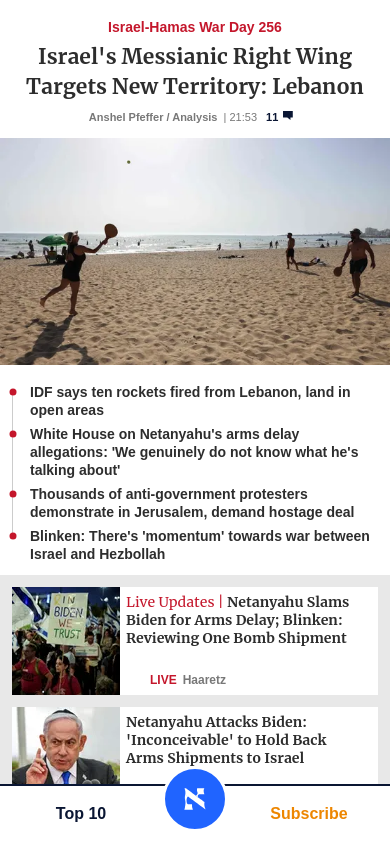 Israel-Hamas War Day 256
Israel's Messianic Right Wing
Targets New Territory: Lebanon
Anshel Pfeffer / Analysis | 21:53 11
IDF says ten rockets fired from Lebanon, land in
open areas
White House on Netanyahu's arms delay
allegations: 'We genuinely do not know what he's
talking about'
Thousands of anti-government protesters
demonstrate in Jerusalem, demand hostage deal
Blinken: There's 'momentum' towards war between
Israel and Hezbollah
IN
BIDEN
WE
TRUST
Live Updates | Netanyahu Slams
Biden for Arms Delay; Blinken:
Reviewing One Bomb Shipment
LIVE Haaretz
Netanyahu Attacks Biden:
'Inconceivable' to Hold Back
Arms Shipments to Israel
Top 10
Subscribe